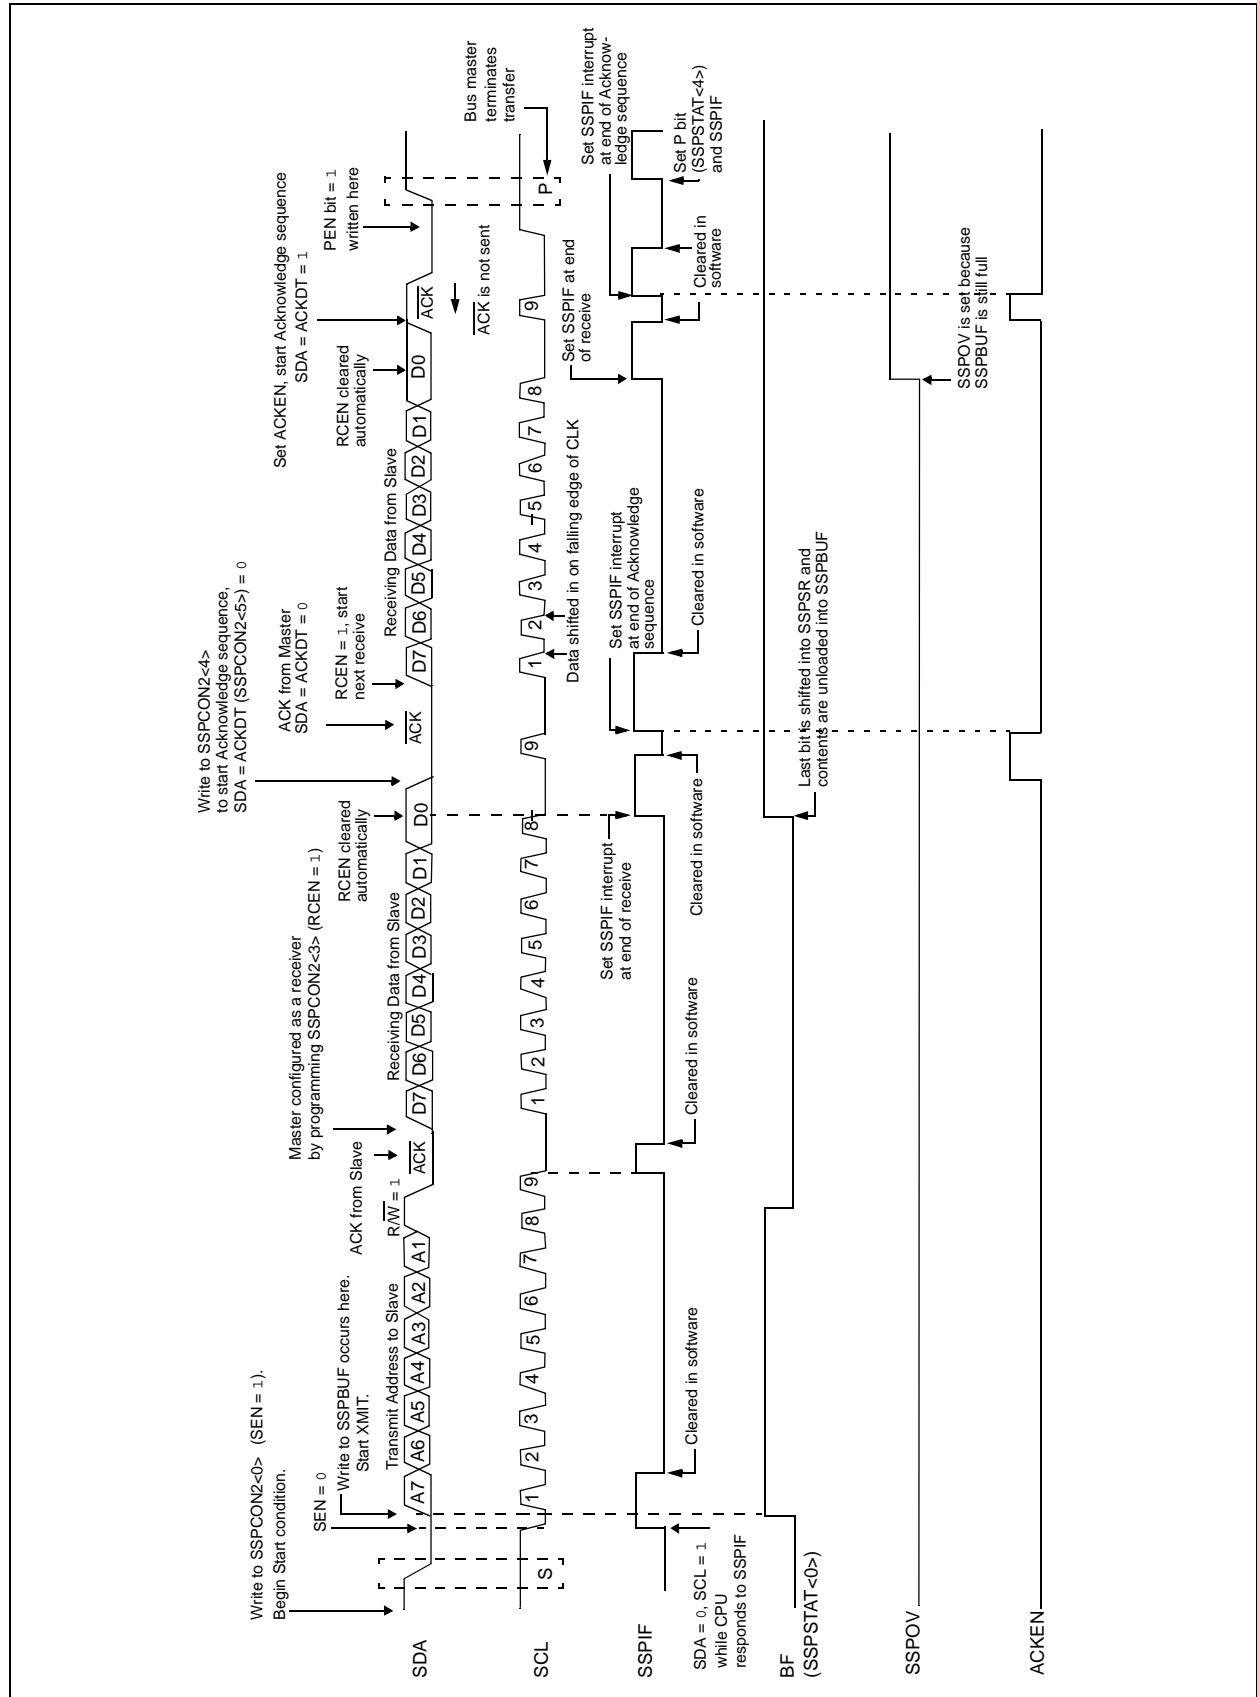 Write to SSPCON2<0> (SEN = 1).
Begin Start condition.
SEN = 0
Write to SSPBUF occurs here.
Start XMIT.
Transmit Address to Slave
R/W = 1
ACK from Slave
Master configured as a receiver
by programming SSPCON2<3> (RCEN = 1)
Receiving Data from Slave
RCEN cleared
automatically
Write to SSPCON2<4>
to start Acknowledge sequence,
SDA = ACKDT (SSPCON2<5>) = 0
ACK from Master
SDA = ACKDT = 0
RCEN = 1, start
next receive
Receiving Data from Slave
RCEN cleared
automatically
Set ACKEN, start Acknowledge sequence
SDA = ACKDT = 1
PEN bit = 1
written here
SDA
A7 A6 A5 A4 A3 A2 A1
ACK
D7 D6 D5 D4 D3 D2 D1 D0
ACK
D7 D6 D5 D4 D3 D2 D1 D0
ACK
ACK is not sent
Bus master
terminates
transfer
SCL
S
1 2 3 4 5 6 7 8 9
1 2 3 4 5 6 7 8 9
1 2 3 4 5 6 7 8 9
P
Data shifted in on falling edge of CLK
SSPIF
SDA = 0, SCL = 1
while CPU
responds to SSPIF
Cleared in software
Cleared in software
Set SSPIF interrupt
at end of receive
Cleared in software
Set SSPIF interrupt
at end of Acknowledge
sequence
Cleared in software
Set SSPIF at end
of receive
Cleared in
software
Set SSPIF interrupt
at end of Acknow-
ledge sequence
Set P bit
(SSPSTAT<4>)
and SSPIF
BF
(SSPSTAT<0>)
Last bit is shifted into SSPSR and
contents are unloaded into SSPBUF
SSPOV
SSPOV is set because
SSPBUF is still full
ACKEN